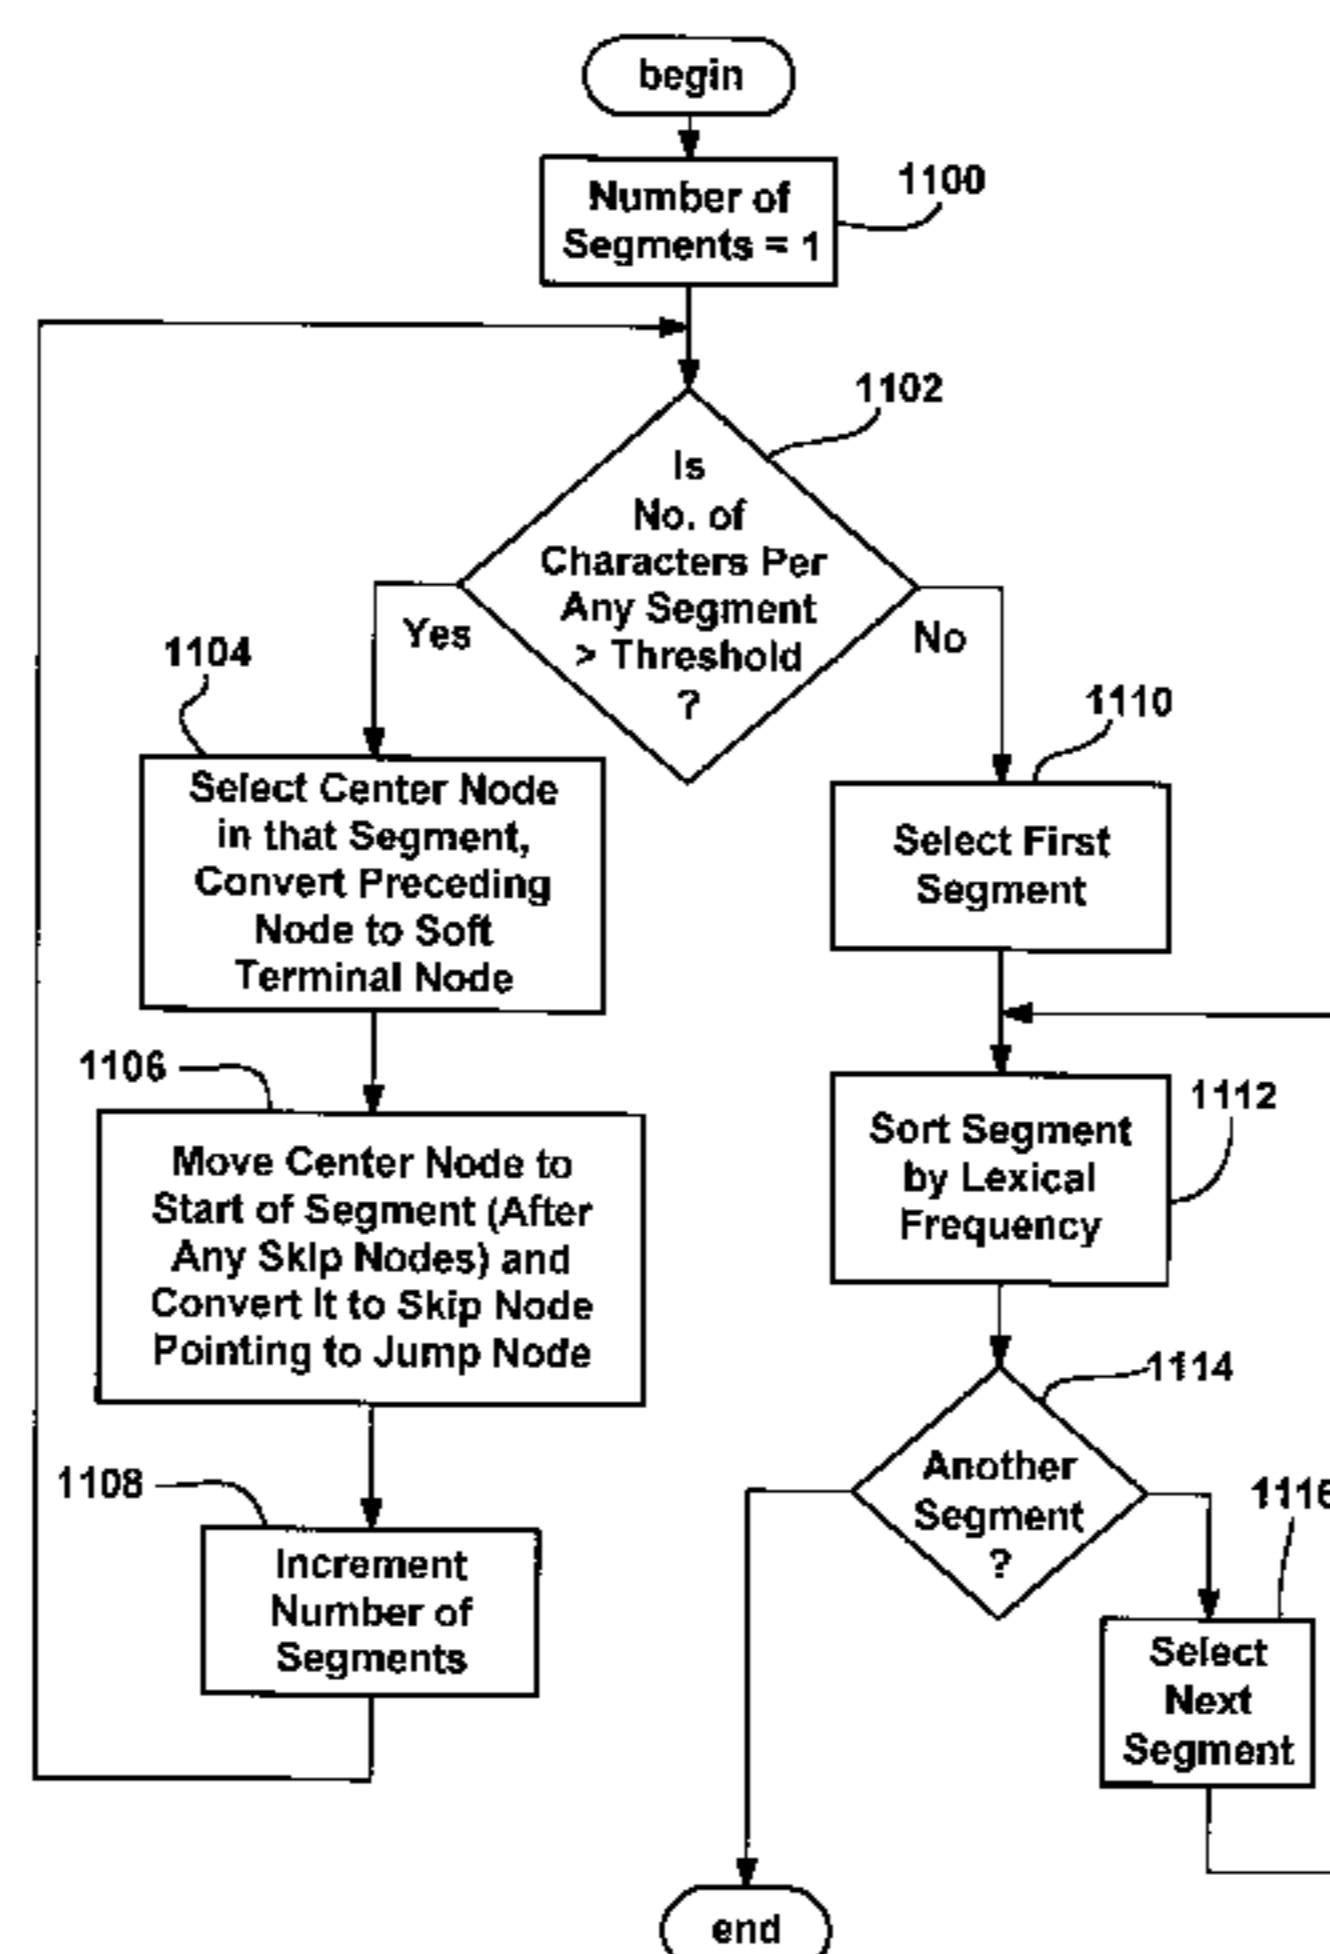 begin
Number of
Segments = 1
1100
1102
Is
No. of
Characters Per
Any Segment
> Threshold
?
Yes
No
1104
Select Center Node
in that Segment,
Convert Preceding
Node to Soft
Terminal Node
1106
Move Center Node to
Start of Segment (After
Any Skip Nodes) and
Convert It to Skip Node
Pointing to Jump Node
1108
Increment
Number of
Segments
1110
Select First
Segment
1112
Sort Segment
by Lexical
Frequency
1114
Another
Segment
?
1116
Select
Next
Segment
end